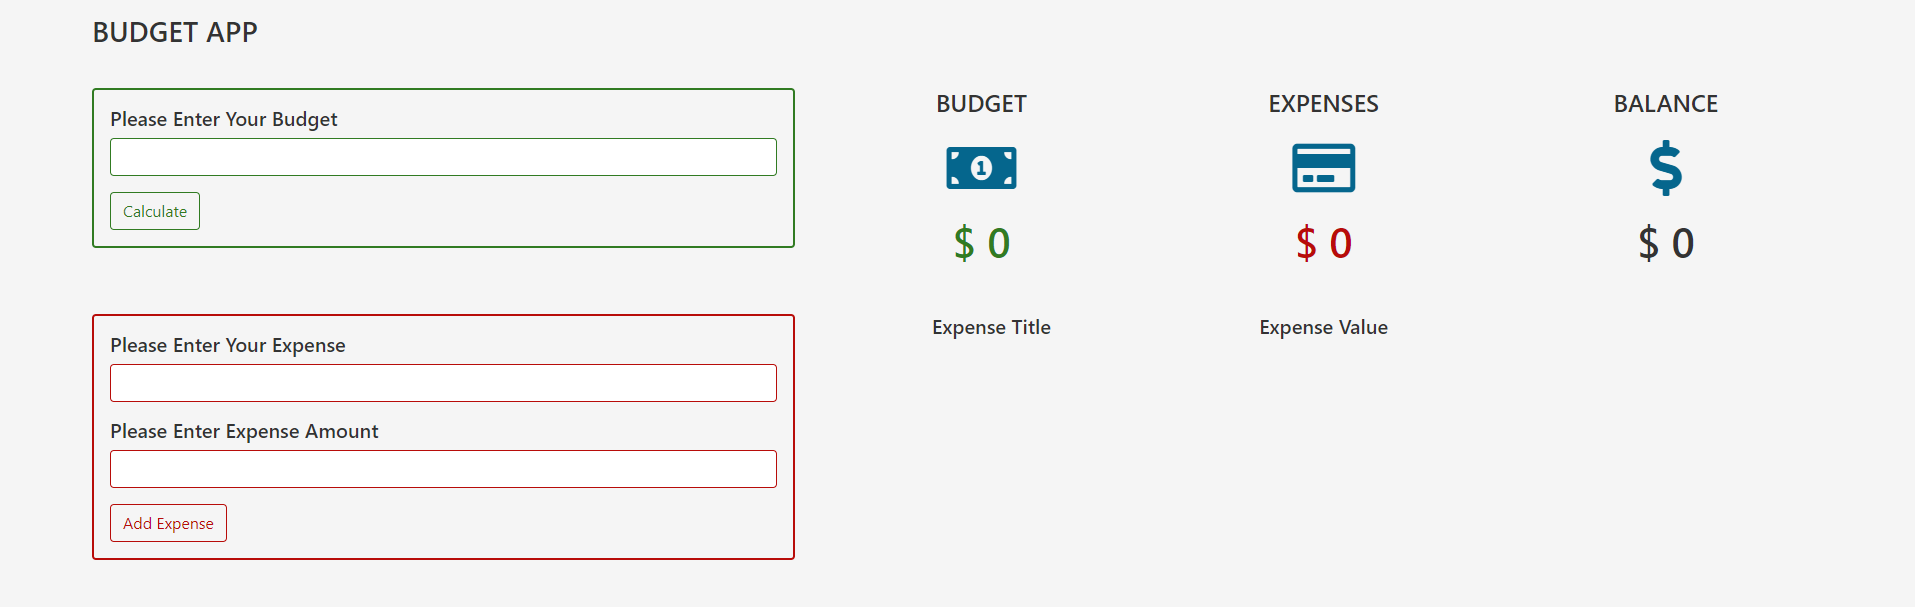 BUDGET APP
Please Enter Your Budget
Calculate
BUDGET
EXPENSES
BALANCE
1
$ 0
$ 0
$ 0
Please Enter Your Expense
Please Enter Expense Amount
Add Expense
Expense Title
Expense Value